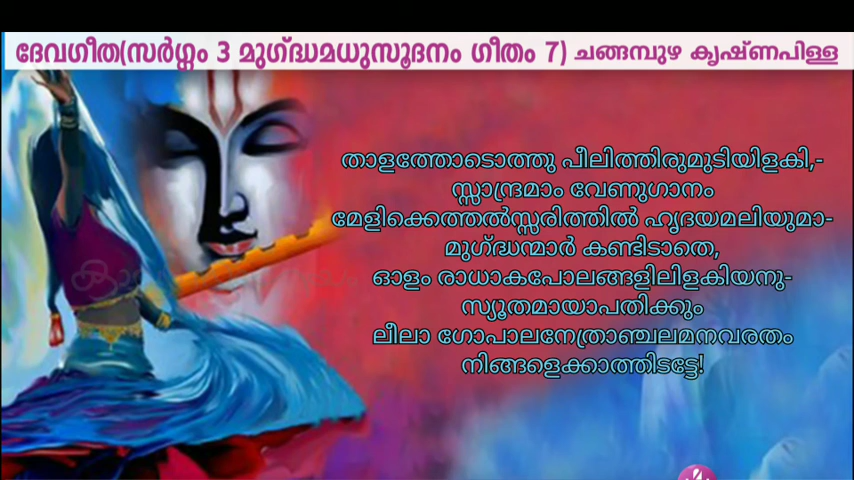 ദേവഗീത(സർഗ്ഗം 3 മുഗ്ദ്ധമധുസൂദനം ഗീതം 7) ചങ്ങമ്പുഴ കൃഷ്ണപിള്ള
താളത്തോടൊത്തു പീലിത്തിരുമുടിയിളകി,-
സ്സാന്ദ്രമാം വേണുഗാനം
മേളിക്കെത്തൽസ്സരിത്തിൽ ഹൃദയമലിയുമാ-
മുഗ്ദ്ധന്മാർ കണ്ടിടാതെ,
ഓളം രാധാകപോലങ്ങളിലിളകിയനു-
സ്യൂതമായാപതിക്കും
ലീലാ ഗോപാലനേത്രാഞ്ചലമനവരതം
നിങ്ങളെക്കാത്തിടട്ടേ!